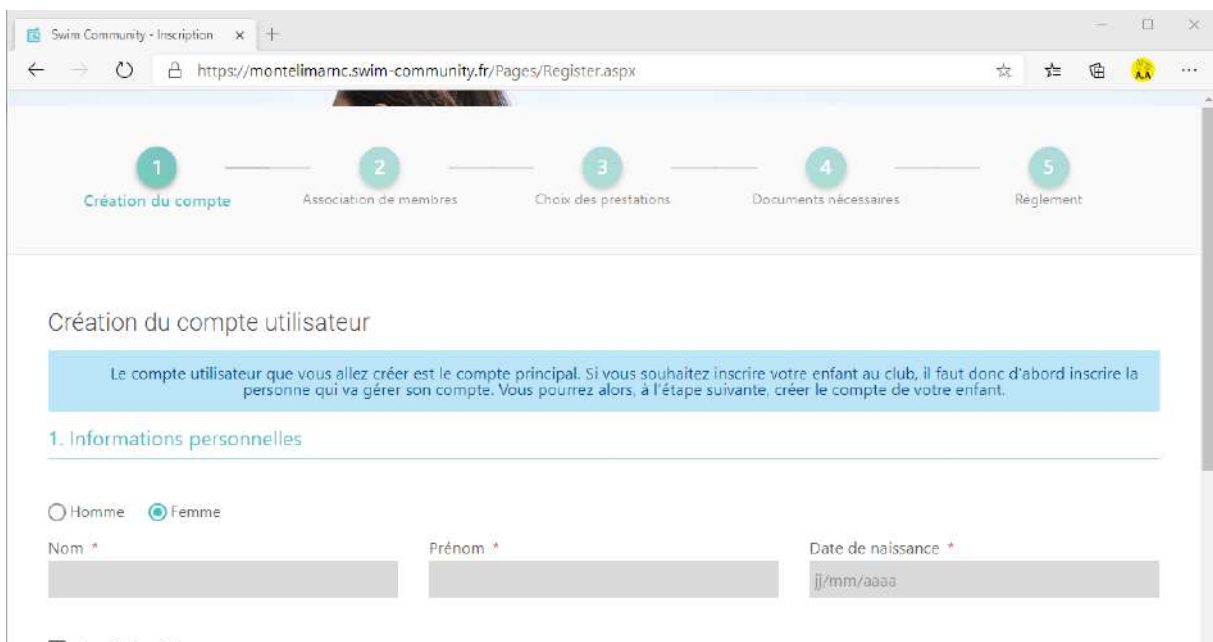 Swim Community - Inscription
https://montelimarnc.swim-community.fr/Pages/Register.aspx
A.A
1 2 3 4 5
Création du compte Association de membres Choix des prestations Documents nécessaires Règlement
Création du compte utilisateur
Le compte utilisateur que vous allez créer est le compte principal. Si vous souhaitez inscrire votre enfant au club, il faut donc d'abord inscrire la
personne qui va gérer son compte. Vous pourrez alors, à l'étape suivante, créer le compte de votre enfant.
1. Informations personnelles
Homme Femme
Nom * Prénom * Date de naissance *
jj/mm/aaaa